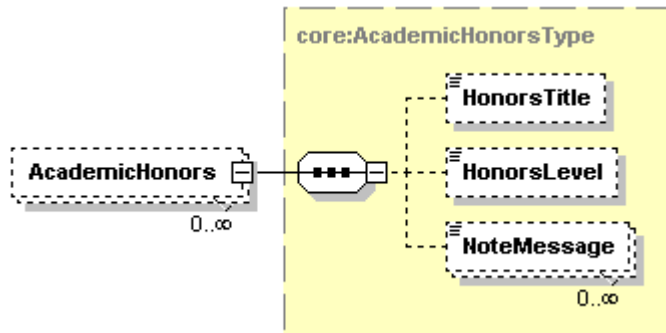 core:AcademicHonorsType
HonorsTitle
AcademicHonors
0..∞
HonorsLevel
NoteMessage
0..∞